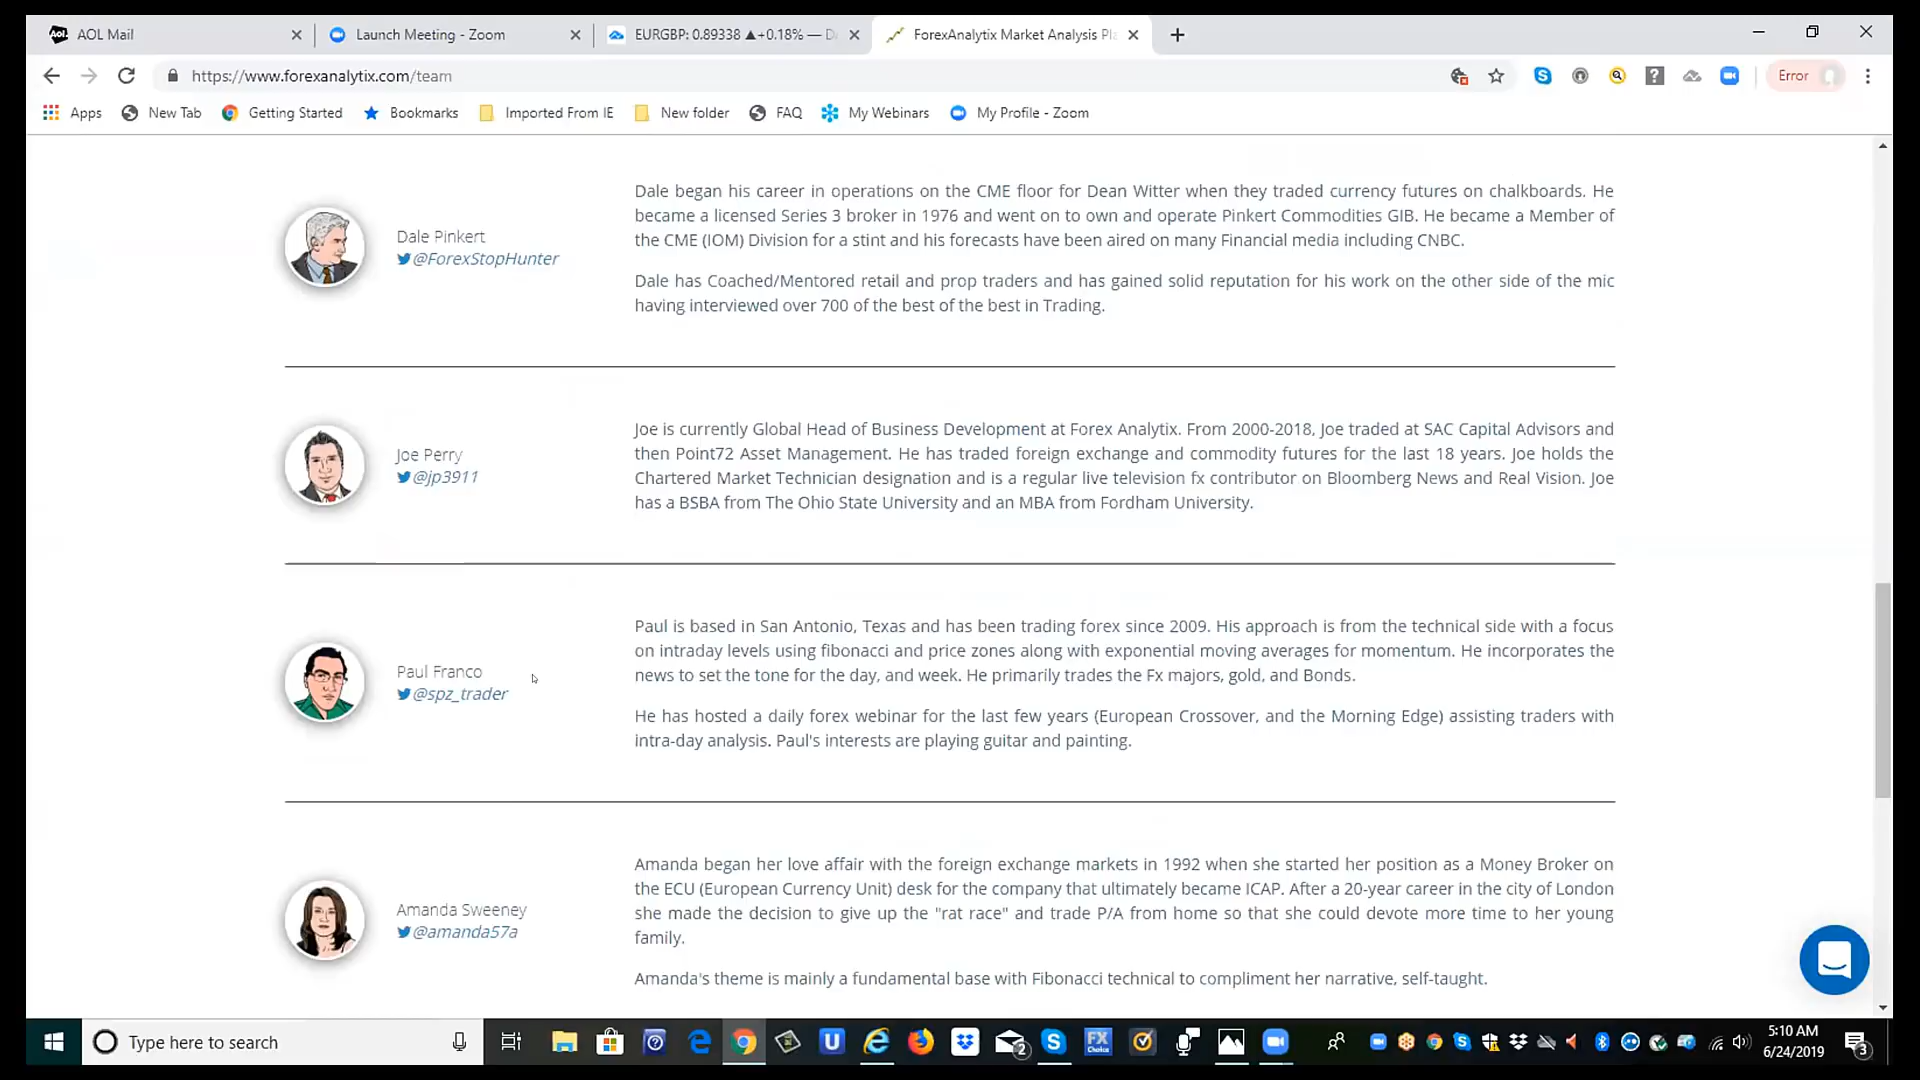 AOL Mail
Launch Meeting - Zoom
EURGBP: 0.89338 ▲+0.18% —
ForexAnalytix Market Analysis
https://www.forexanalytix.com/team
Error
Apps
New Tab
Getting Started
Bookmarks
Imported From IE
New folder
FAQ
My Webinars
My Profile - Zoom
Dale Pinkert
@ForexStopHunter
Dale began his career in operations on the CME floor for Dean Witter when they traded currency futures on chalkboards. He
became a licensed Series 3 broker in 1976 and went on to own and operate Pinkert Commodities GIB. He became a Member of
the CME (IOM) Division for a stint and his forecasts have been aired on many Financial media including CNBC.
Dale has Coached/Mentored retail and prop traders and has gained solid reputation for his work on the other side of the mic
having interviewed over 700 of the best of the best in Trading.
Joe Perry
@jp3911
Joe is currently Global Head of Business Development at Forex Analytix. From 2000-2018, Joe traded at SAC Capital Advisors and
then Point72 Asset Management. He has traded foreign exchange and commodity futures for the last 18 years. Joe holds the
Chartered Market Technician designation and is a regular live television fx contributor on Bloomberg News and Real Vision. Joe
has a BSBA from The Ohio State University and an MBA from Fordham University.
Paul Franco
@spz_trader
Paul is based in San Antonio, Texas and has been trading forex since 2009. His approach is from the technical side with a focus
on intraday levels using fibonacci and price zones along with exponential moving averages for momentum. He incorporates the
news to set the tone for the day, and week. He primarily trades the Fx majors, gold, and Bonds.
He has hosted a daily forex webinar for the last few years (European Crossover, and the Morning Edge) assisting traders with
intra-day analysis. Paul's interests are playing guitar and painting.
Amanda Sweeney
@amanda57a
Amanda began her love affair with the foreign exchange markets in 1992 when she started her position as a Money Broker on
the ECU (European Currency Unit) desk for the company that ultimately became ICAP. After a 20-year career in the city of London
she made the decision to give up the "rat race" and trade P/A from home so that she could devote more time to her young
family.
Amanda's theme is mainly a fundamental base with Fibonacci technical to compliment her narrative, self-taught.
Type here to search
2
FX
Choice
5:10 AM
6/24/2019
3